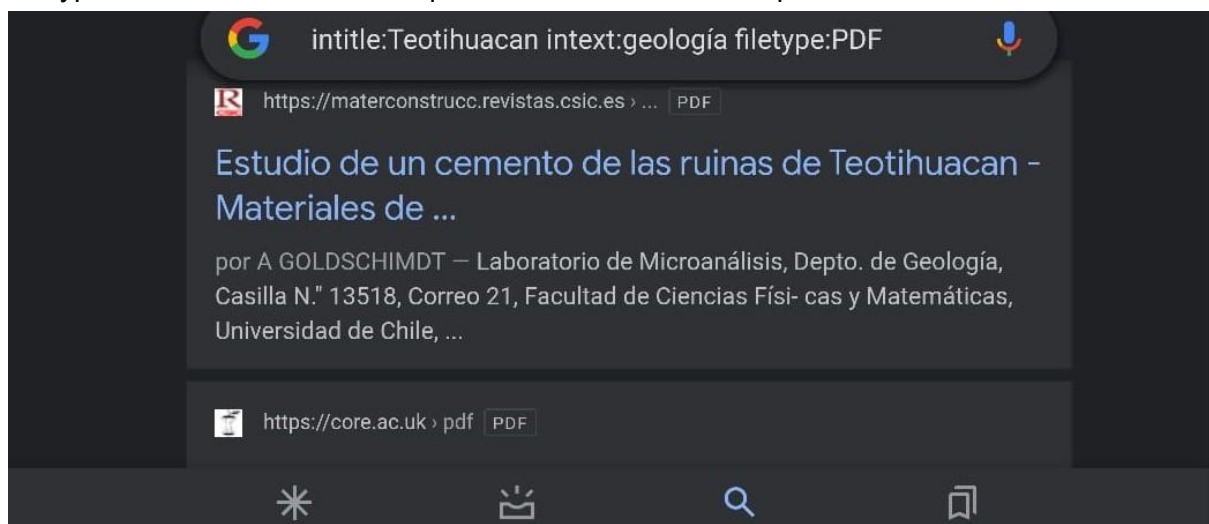 intitle:Teotihuacan intext:geología filetype:PDF
https://materconstrucc.revistas.csic.es › ... PDF
Estudio de un cemento de las ruinas de Teotihuacan -
Materiales de ...
por A GOLDSCHIMDT — Laboratorio de Microanálisis, Depto. de Geología,
Casilla N." 13518, Correo 21, Facultad de Ciencias Físi- cas y Matemáticas,
Universidad de Chile, ...
https://core.ac.uk › pdf PDF